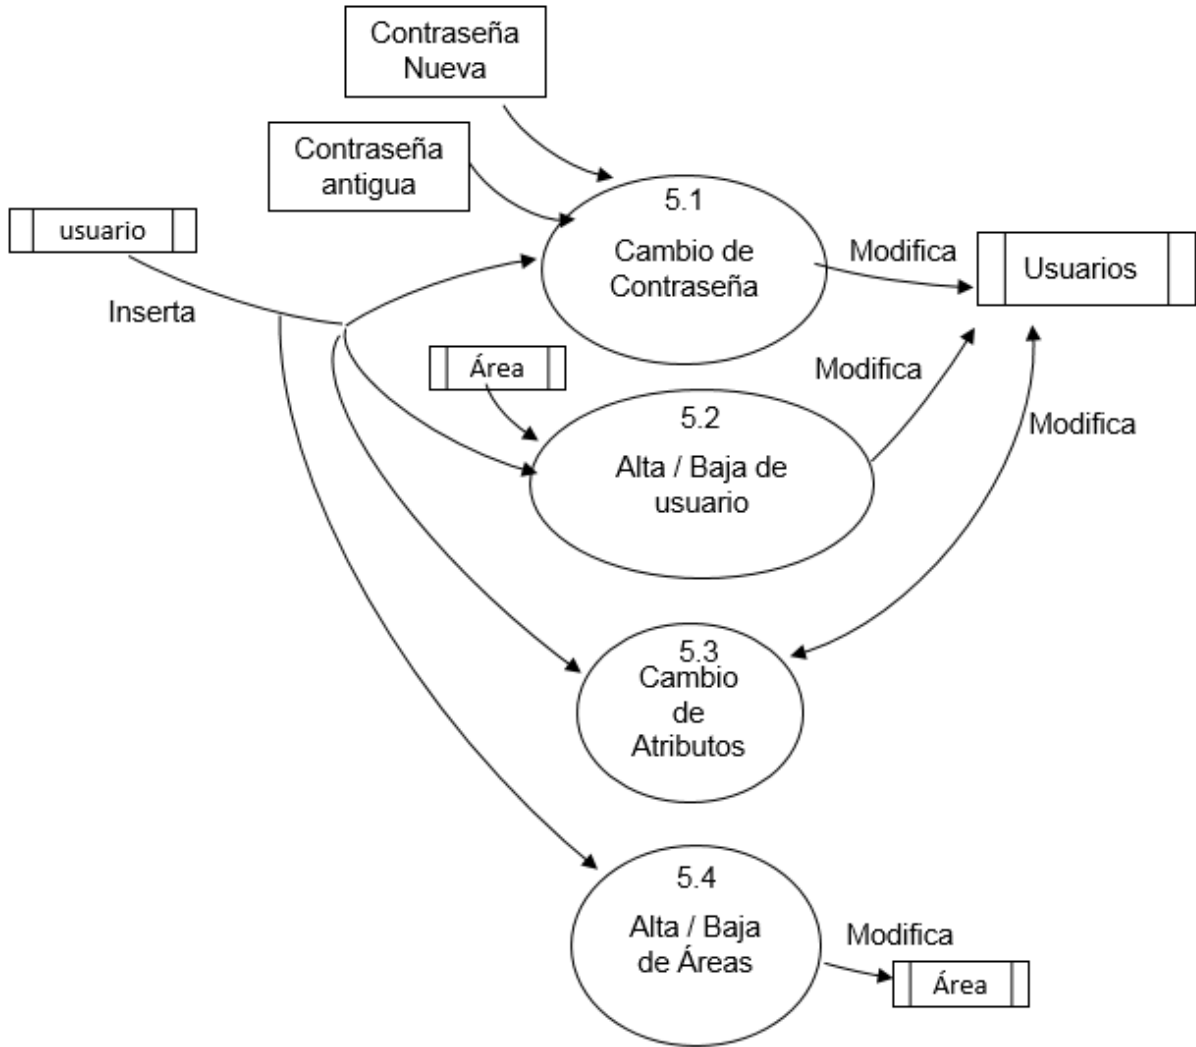 Contraseña
Nueva
Contraseña
antigua
usuario
Inserta
5.1
Cambio de
Contraseña
Modifica
Usuarios
Área
Modifica
5.2
Alta / Baja de
usuario
Modifica
5.3
Cambio
de
Atributos
5.4
Alta / Baja
de Áreas
Modifica
Área